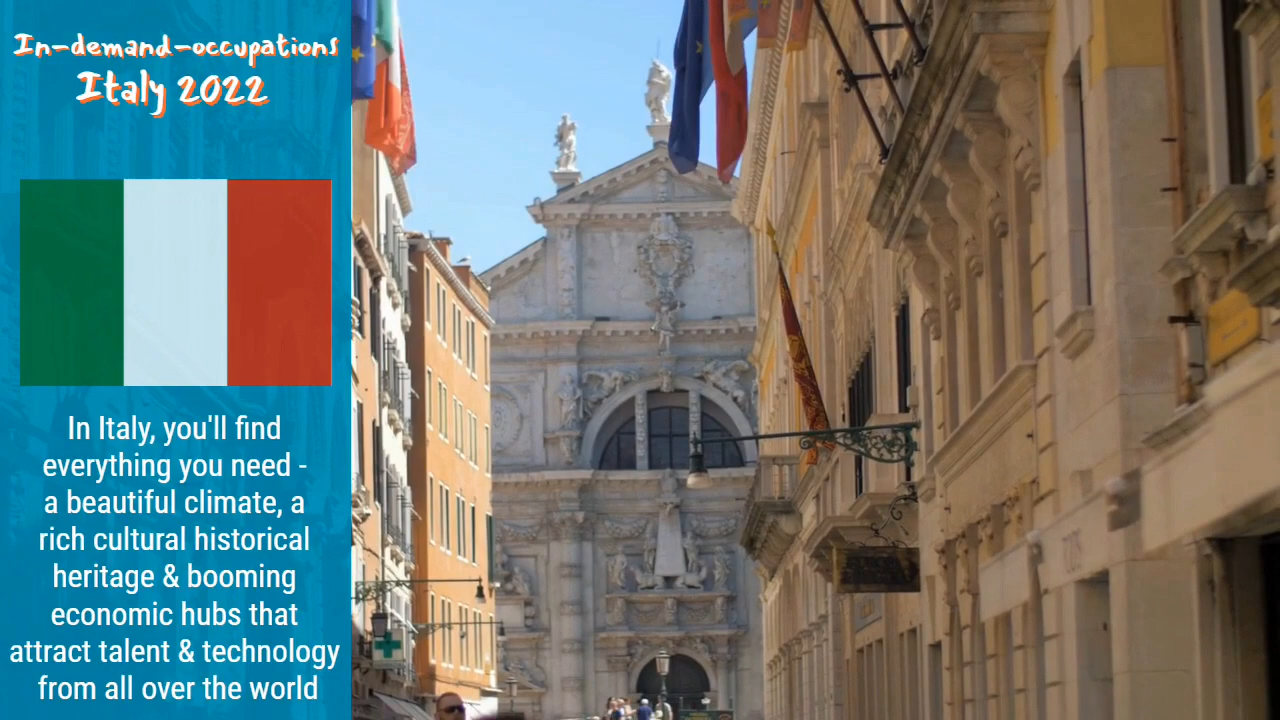 In-demand-occupations
Italy 2022
In Italy, you'll find
everything you need -
a beautiful climate, a
rich cultural historical
heritage & booming
economic hubs that
attract talent & technology
from all over the world